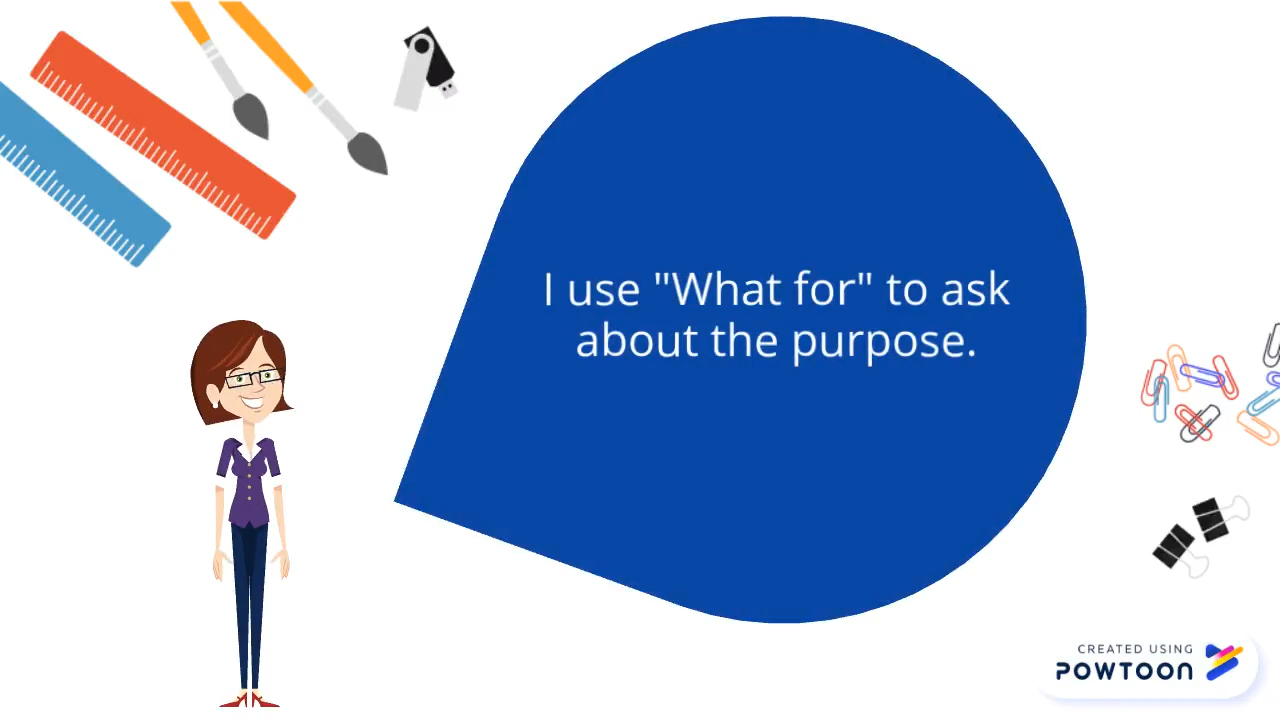 I use "What for" to ask
about the purpose.
CREATED USING
POWTOON